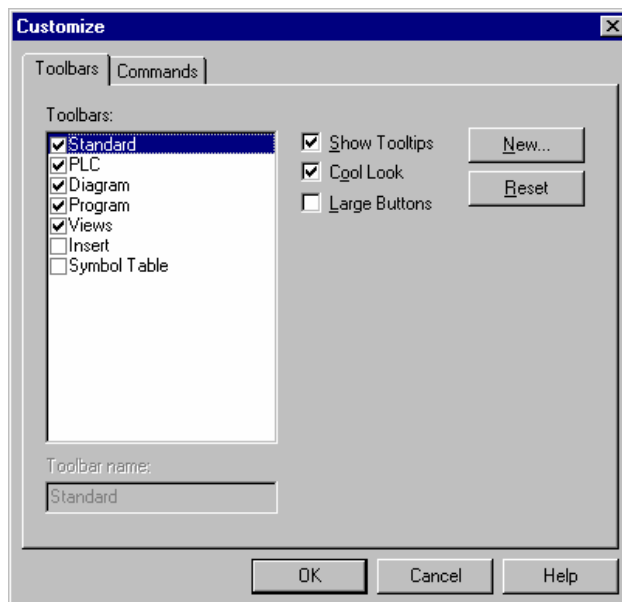 Customize
Toolbars Commands
Toolbars:
Standard
PLC
Diagram
Program
Views
Insert
Symbol Table
Show Tooltips
Cool Look
Large Buttons
New...
Reset
Toolbar name:
Standard
OK Cancel Help